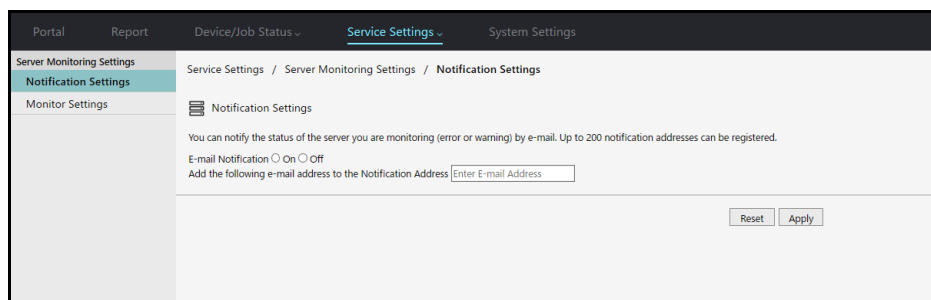 Portal Report Device/Job Status Service Settings System Settings
Server Monitoring Settings
Notification Settings
Monitor Settings
Service Settings / Server Monitoring Settings / Notification Settings
Notification Settings
You can notify the status of the server you are monitoring (error or warning) by e-mail. Up to 200 notification addresses can be registered.
E-mail Notification On Off
Add the following e-mail address to the Notification Address Enter E-mail Address
Reset Apply